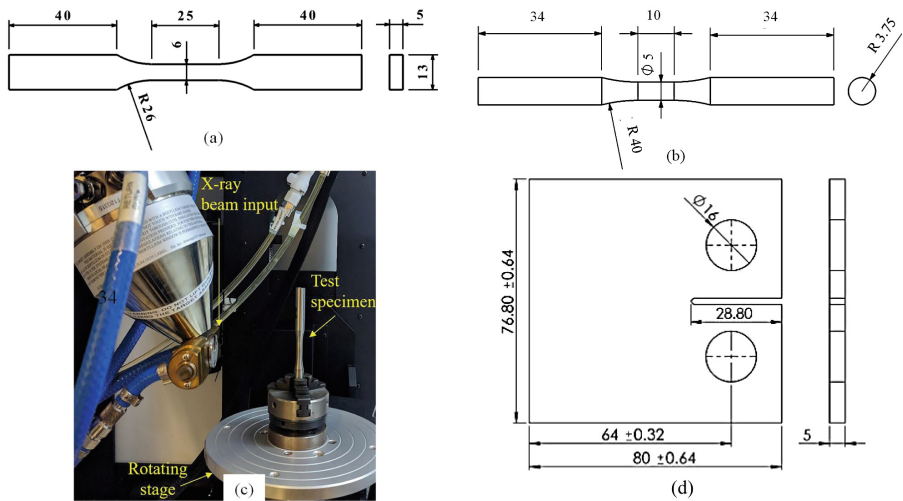 40
25
40
5
6
13
R 26
(a)
34
10
34
Ø 5
R 3.75
R 40
(b)
X-ray
beam input
34
Test
specimen
Rotating
stage
(c)
Ø16
76.80 ±0.64
28.80
64 ±0.32
5
80 ±0.64
(d)